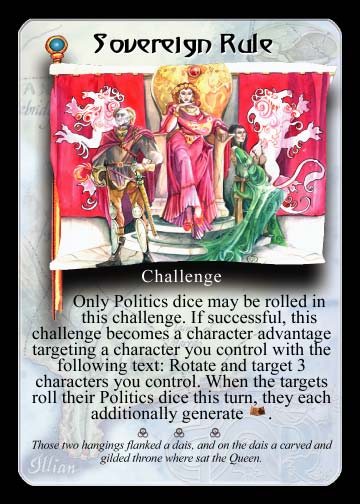 Sovereign Rule
Challenge
Only Politics dice may be rolled in
this challenge. If successful, this
challenge becomes a character advantage
targeting a character you control with the
following text: Rotate and target 3
characters you control. When the targets
roll their Politics dice this turn, they each
additionally generate .
Those two hangings flanked a dais, and on the dais a carved and
gilded throne where sat the Queen.
Illian